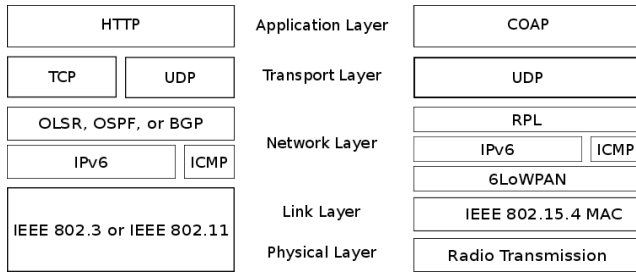 HTTP Application Layer COAP
TCP UDP Transport Layer UDP
OLSR, OSPF, or BGP RPL
Network Layer
IPv6 ICMP IPv6 ICMP
6LoWPAN
IEEE 802.3 or IEEE 802.11 Link Layer IEEE 802.15.4 MAC
Physical Layer Radio Transmission